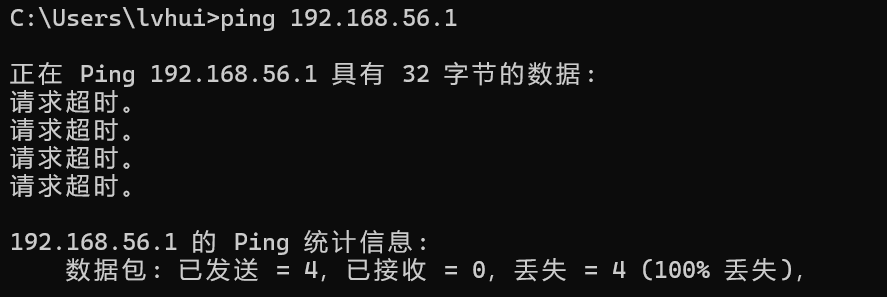 C:\Users\lvhui>ping 192.168.56.1
正在 Ping 192.168.56.1 具有 32 字节的数据:
请求超时。
请求超时。
请求超时。
请求超时。
192.168.56.1 的 Ping 统计信息:
数据包: 已发送 = 4, 已接收 = 0, 丢失 = 4 (100% 丢失),